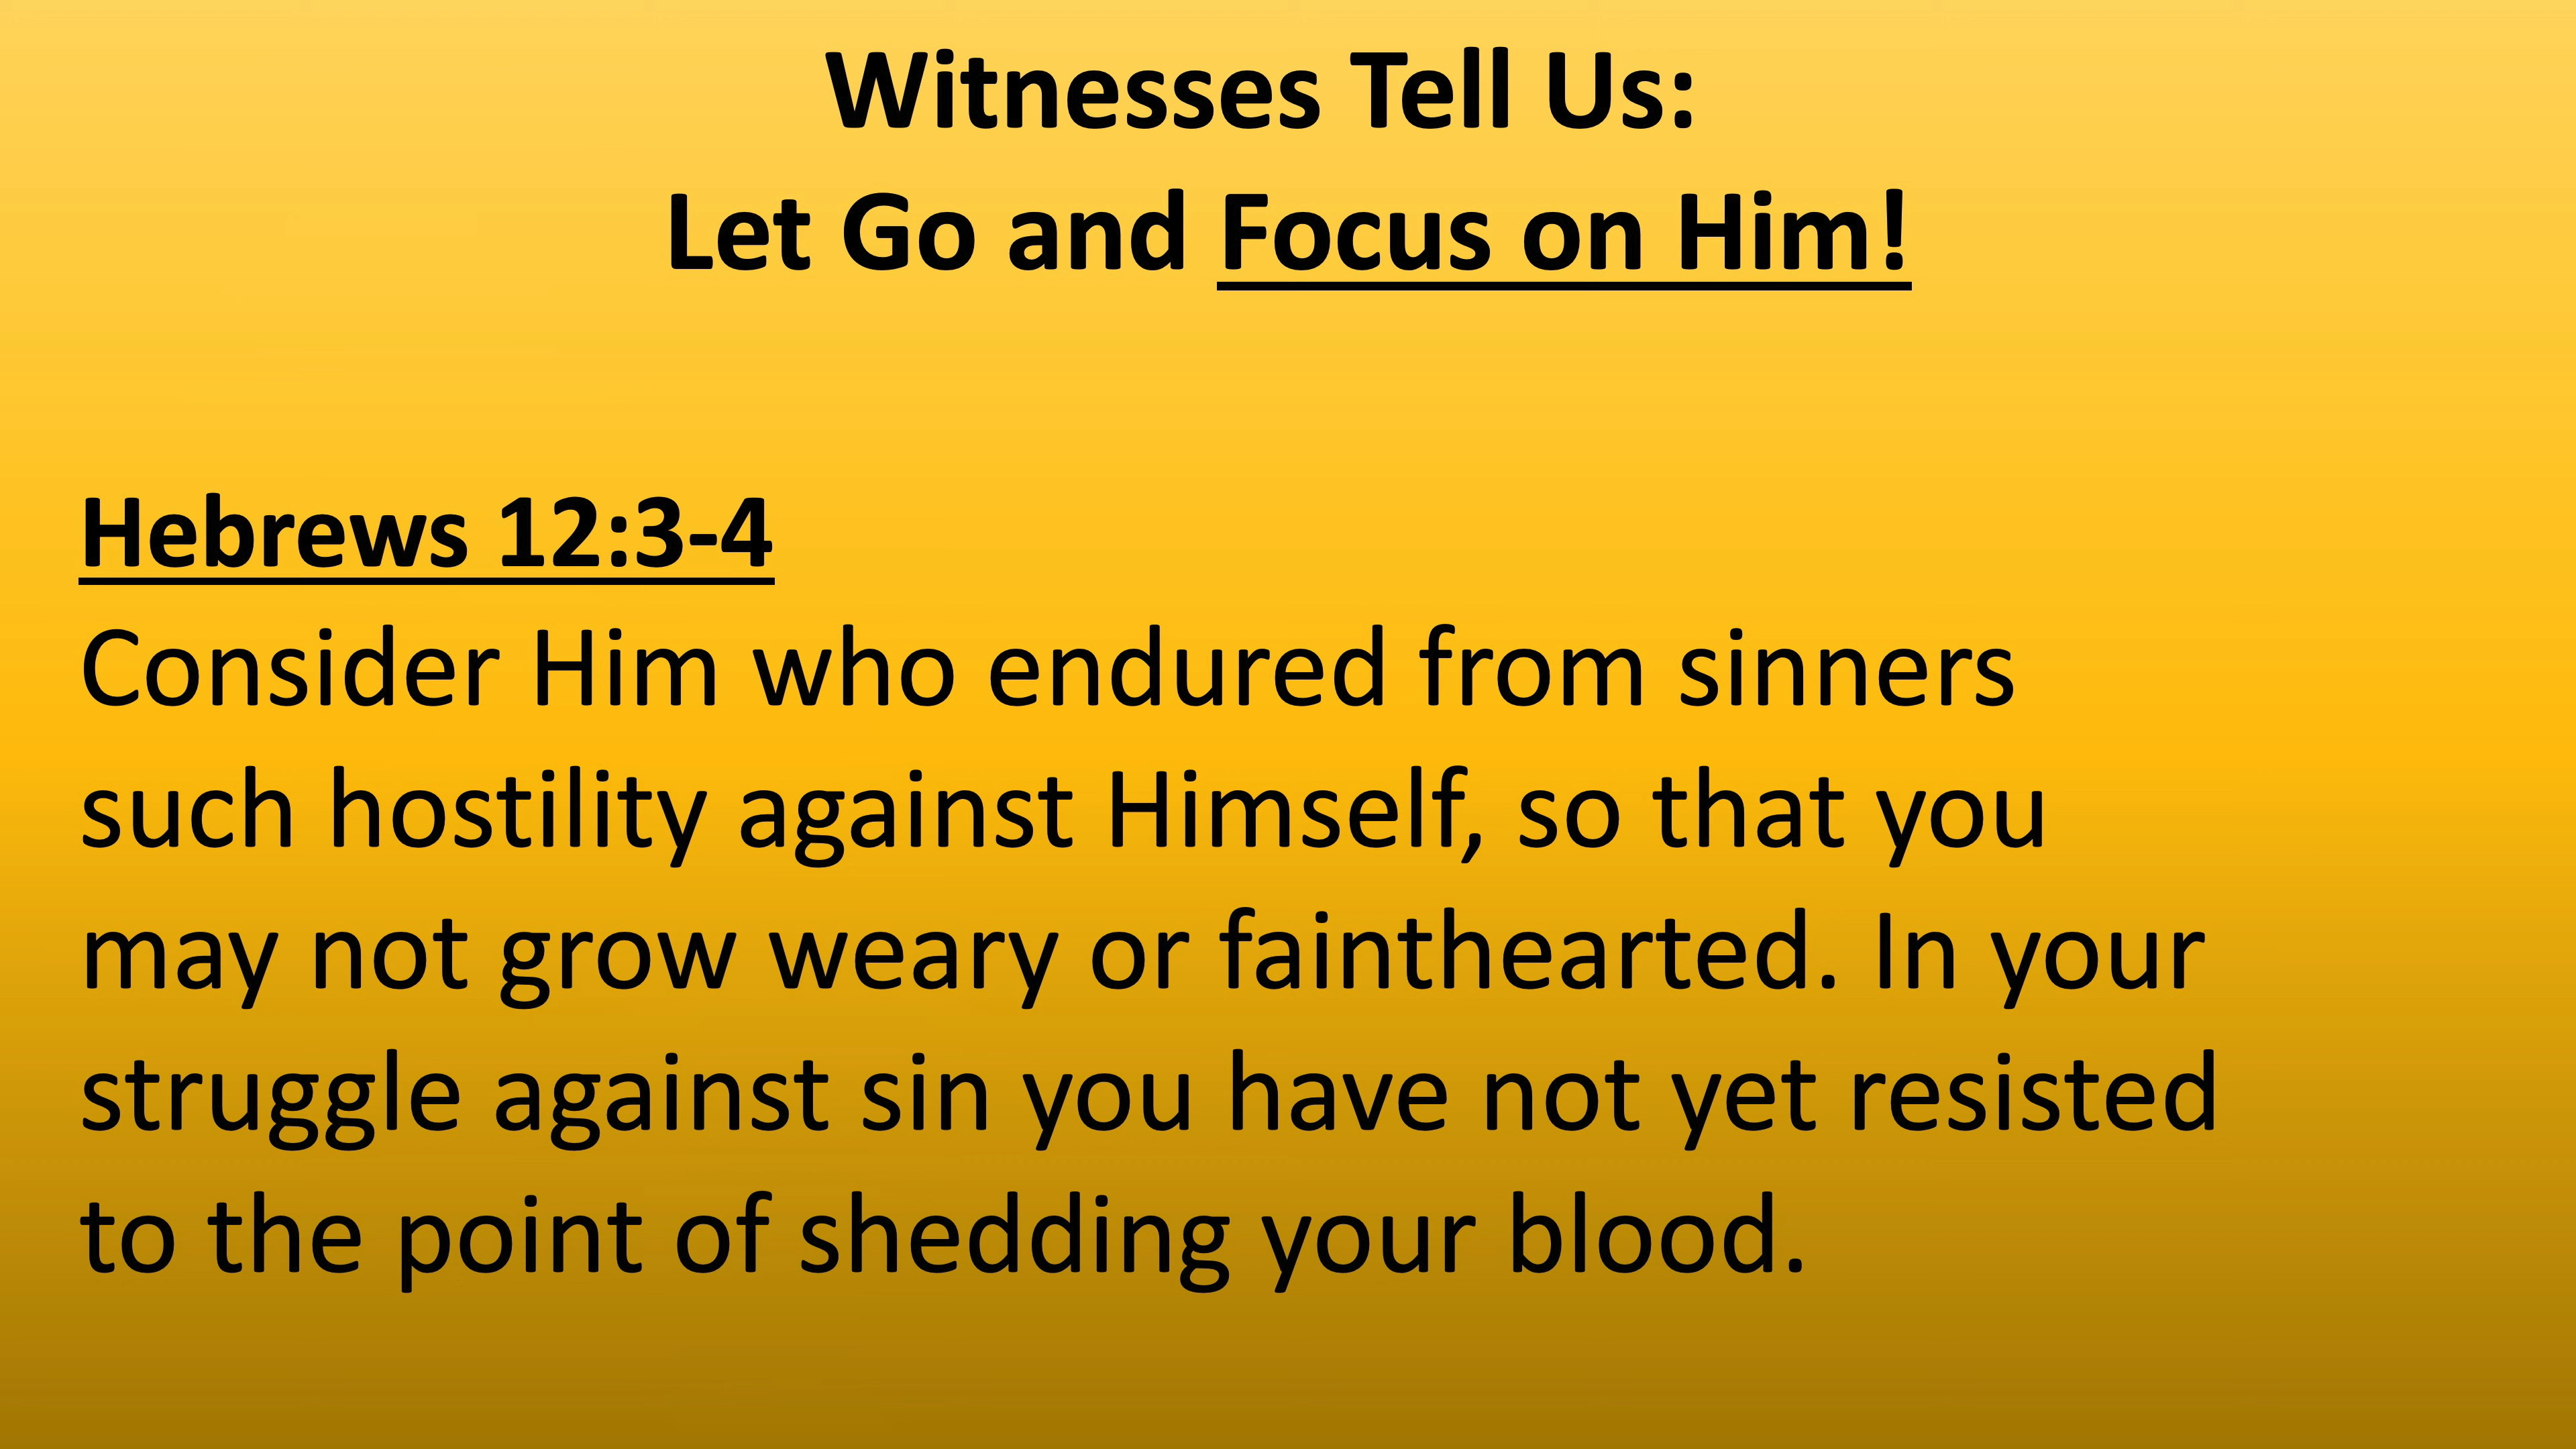 Witnesses Tell Us:
Let Go and Focus on Him!
Hebrews 12:3-4
Consider Him who endured from sinners
such hostility against Himself, so that you
may not grow weary or fainthearted. In your
struggle against sin you have not yet resisted
to the point of shedding your blood.